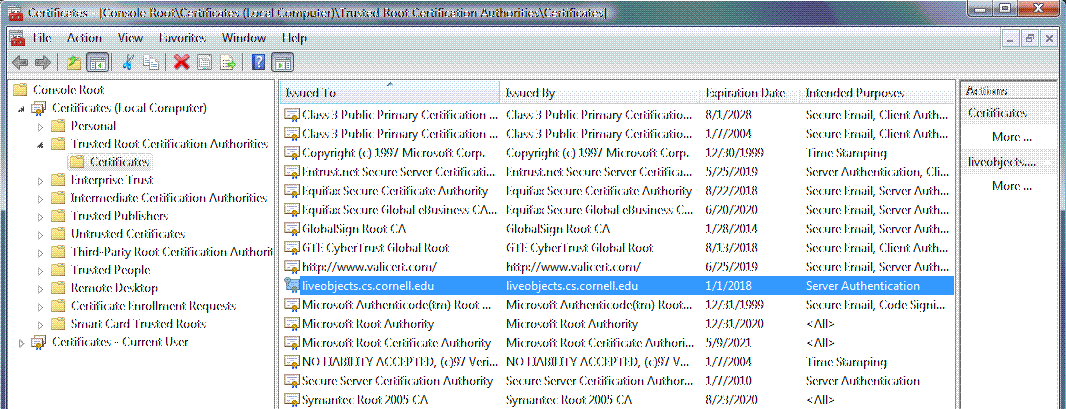 Certificates - [Console Root\Certificates (Local Computer)\Trusted Root Certification Authorities\Certificates]
File Action View Favorites Window Help
Console Root
Certificates (Local Computer)
Personal
Trusted Root Certification Authorities
Certificates
Enterprise Trust
Intermediate Certification Authorities
Trusted Publishers
Untrusted Certificates
Third-Party Root Certification Authorit
Trusted People
Remote Desktop
Certificate Enrollment Requests
Smart Card Trusted Roots
Certificates - Current User
Issued To Issued By Expiration Date Intended Purposes
Class 3 Public Primary Certification ... Class 3 Public Primary Certificatio... 8/1/2028 Secure Email, Client Auth...
Class 3 Public Primary Certification ... Class 3 Public Primary Certificatio... 1/7/2004 Secure Email, Client Auth...
Copyright (c) 1997 Microsoft Corp. Copyright (c) 1997 Microsoft Corp. 12/30/1999 Time Stamping
Entrust.net Secure Server Certificati... Entrust.net Secure Server Certifica... 5/25/2019 Server Authentication, Cli...
Equifax Secure Certificate Authority Equifax Secure Certificate Authority 8/22/2018 Secure Email, Server Auth...
Equifax Secure Global eBusiness CA... Equifax Secure Global eBusiness C... 6/20/2020 Secure Email, Server Auth...
GlobalSign Root CA GlobalSign Root CA 1/28/2014 Secure Email, Server Auth...
GTE CyberTrust Global Root GTE CyberTrust Global Root 8/13/2018 Secure Email, Client Auth...
http://www.valicert.com/ http://www.valicert.com/ 6/25/2019 Secure Email, Server Auth...
liveobjects.cs.cornell.edu liveobjects.cs.cornell.edu 1/1/2018 Server Authentication
Microsoft Authenticode(tm) Root ... Microsoft Authenticode(tm) Root ... 12/31/1999 Secure Email, Code Signi...
Microsoft Root Authority Microsoft Root Authority 12/31/2020 <All>
Microsoft Root Certificate Authority Microsoft Root Certificate Authori... 5/9/2021 <All>
NO LIABILITY ACCEPTED, (c)97 Veri... NO LIABILITY ACCEPTED, (c)97 Ve... 1/7/2004 Time Stamping
Secure Server Certification Authority Secure Server Certification Author... 1/7/2010 Server Authentication
Symantec Root 2005 CA Symantec Root 2005 CA 8/23/2020 <All>
Actions
Certificates
More ...
liveobjects....
More ...